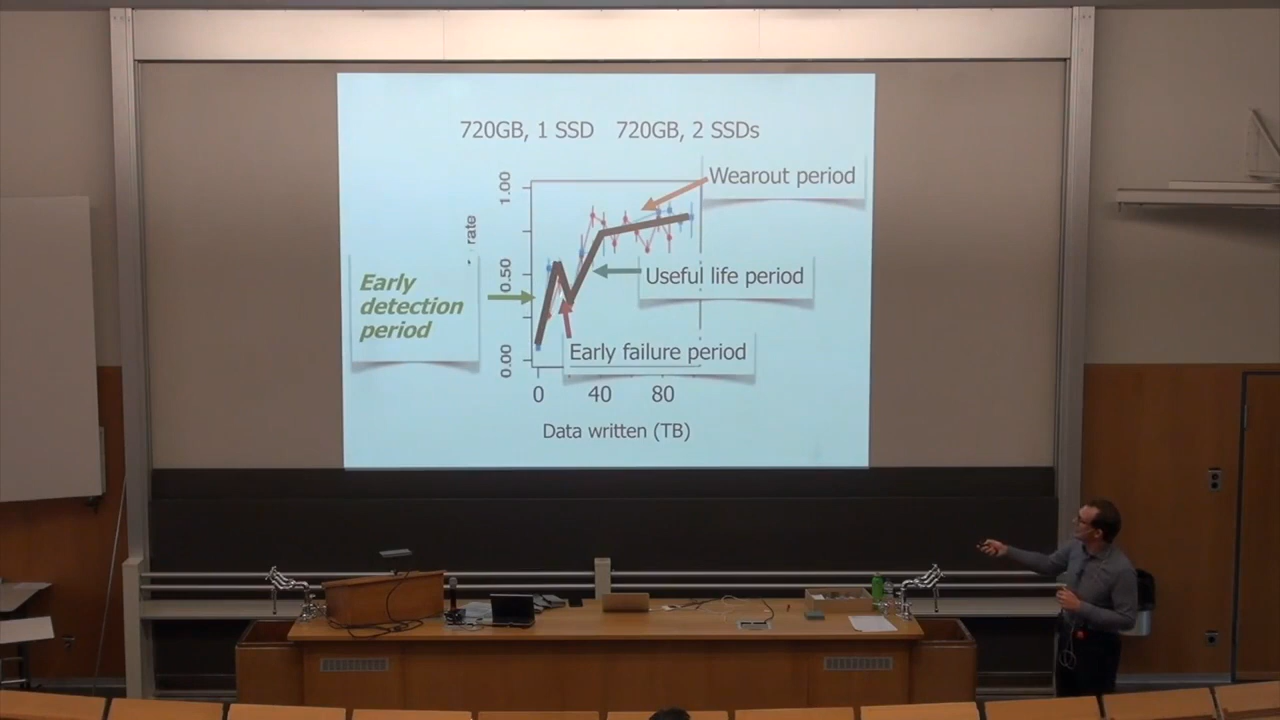 720GB, 1 SSD 720GB, 2 SSDs
Wearout period
1.00
rate
0.50
Useful life period
Early
detection
period
Early failure period
0.00
0 40 80
Data written (TB)